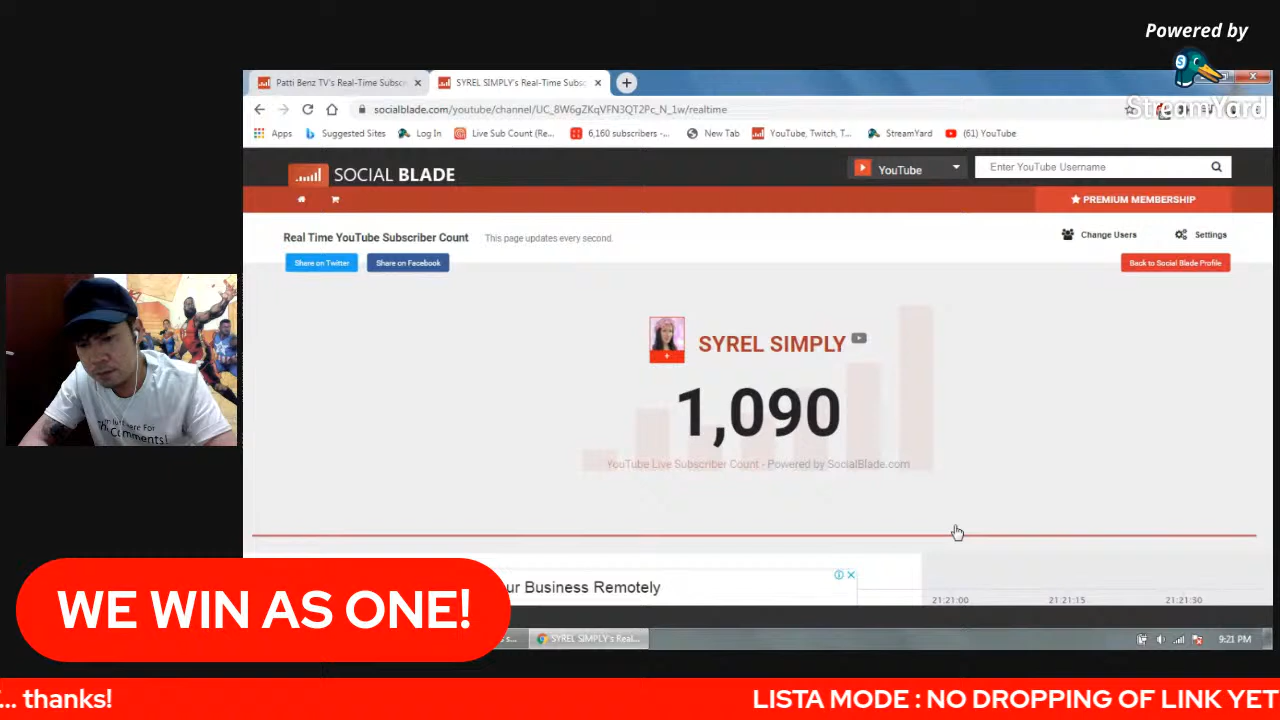 Powered by
StreamYard
Patti Benz TV's Real-Time Subsc
SYREL SIMPLY's Real-Time Subsc
socialblade.com/youtube/channel/UC_8W6gZKqVFN3QT2Pc_N_1w/realtime
Apps
Suggested Sites
Log In
Live Sub Count (Re...
6,160 subscribers -...
New Tab
YouTube, Twitch, T...
StreamYard
(61) YouTube
SOCIAL BLADE
YouTube
Enter YouTube Username
PREMIUM MEMBERSHIP
Real Time YouTube Subscriber Count
This page updates every second.
Change Users
Settings
Share on Twitter
Share on Facebook
Back to Social Blade Profile
SYREL SIMPLY
1,090
YouTube Live Subscriber Count - Powered by SocialBlade.com
Here For
Comments!
ur Business Remotely
21:21:00
21:21:15
21:21:30
WE WIN AS ONE!
SYREL SIMPLY's Real...
9:21 PM
... thanks!
LISTA MODE : NO DROPPING OF LINK YET